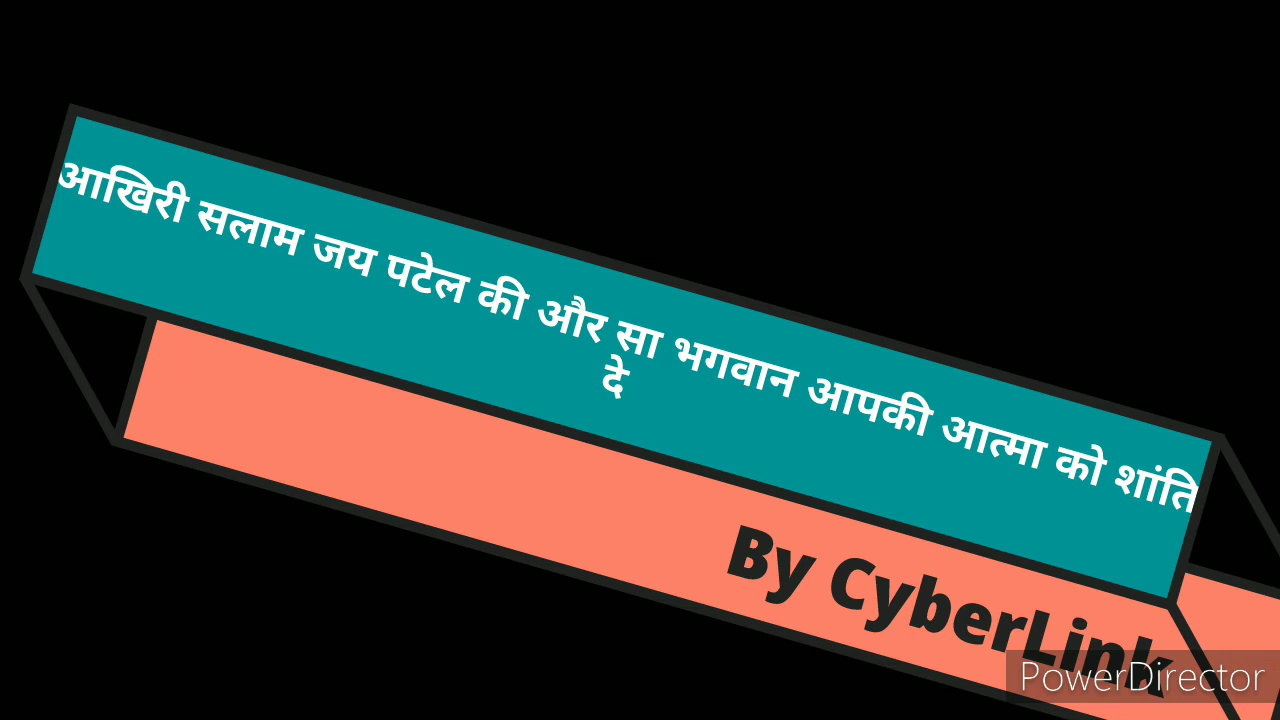 आखिरी सलाम जय पटेल की और सा भगवान आपकी आत्मा को शांति
दे
By CyberLink
PowerDirector